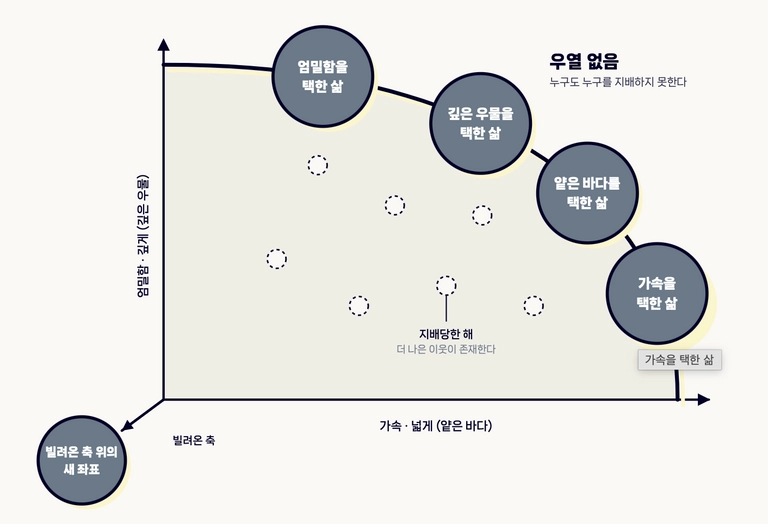 엄밀함을
택한 삶
우열 없음
누구도 누구를 지배하지 못한다
깊은 우물을
택한 삶
얕은 바다를
택한 삶
엄밀함 · 깊게 (깊은 우물)
가속을
택한 삶
지배당한 해
더 나은 이웃이 존재한다
가속을 택한 삶
가속 · 넓게 (얕은 바다)
빌려온 축
빌려온 축 위의
새 좌표